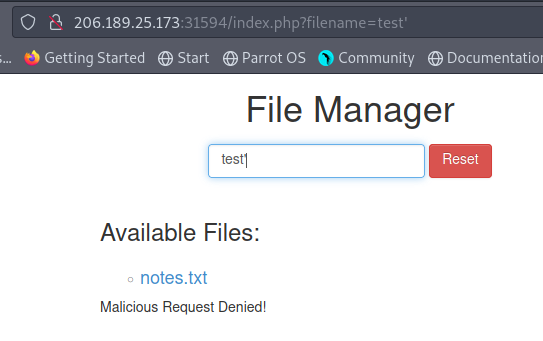 206.189.25.173:31594/index.php?filename=test'
s... Getting Started Start Parrot OS Community Documentation
File Manager
test' Reset
Available Files:
notes.txt
Malicious Request Denied!